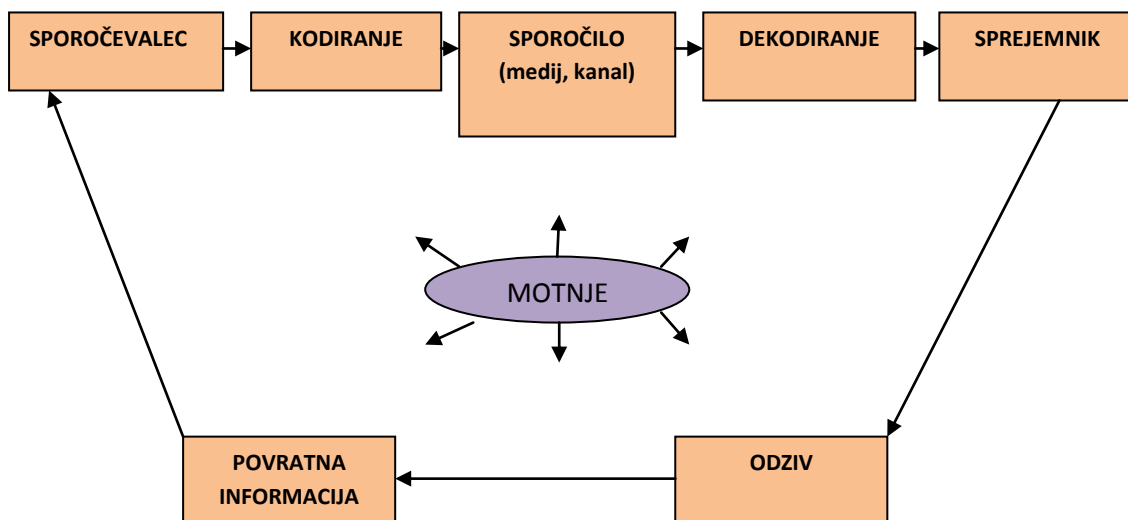 SPOROČEVALEC
KODIRANJE
SPOROČILO
(medij, kanal)
DEKODIRANJE
SPREJEMNIK
MOTNJE
POVRATNA
INFORMACIJA
ODZIV